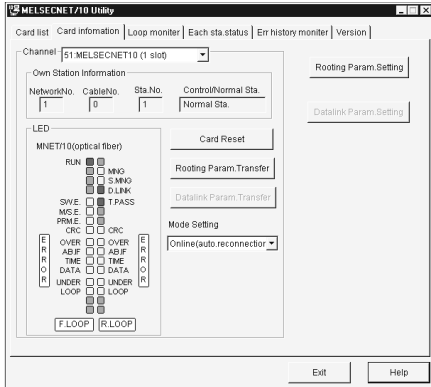 MELSECNET/10 Utility
Card list Card infomation Loop moniter Each sta.status Err history moniter Version
Channel 51:MELSECNET10 (1 slot)
Rooting Param.Setting
Own Station Information
NetworkNo. CableNo. Sta.No. Control/Normal Sta.
1 0 1 Normal Sta.
Datalink Param.Setting
LED
MNET/10(optical fiber)
Card Reset
RUN
MNG
S.MNG
D.LINK
Rooting Param.Transfer
SW.E. T.PASS
M/S.E.
PRM.E.
Datalink Param.Transfer
CRC CRC
Mode Setting
ERROR OVER OVER ERROR
AB.IF AB.IF
TIME TIME
DATA DATA
UNDER UNDER
LOOP LOOP
Online(auto.reconnection
F.LOOP R.LOOP
Exit Help